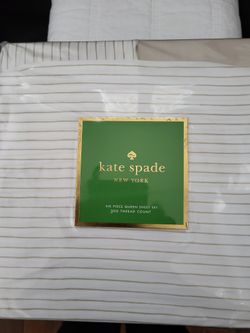 kate spade
NEW YORK
SIX PIECE QUEEN SHEET SET
300 THREAD COUNT